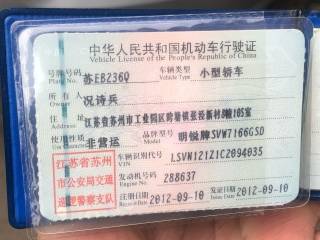 中华人民共和国机动车行驶证
Vehicle License of the People's Republic of China
号牌号码 苏EB236Q 车辆类型 小型轿车
Plate No. Vehicle Type
所有人 况诗兵
Owner
住址 江苏省苏州市工业园区跨塘镇张泾新村8幢105室
Address
使用性质 非营运 品牌型号 明锐牌SVW7166GSD
Use Character Model
江苏省苏州
市公安局交通
巡逻警察支队
车辆识别代号 LSVN12121C2094035
VIN
发动机号码 288637
Engine No.
注册日期 2012-09-10 发证日期 2012-09-10
Register Date Issue Date